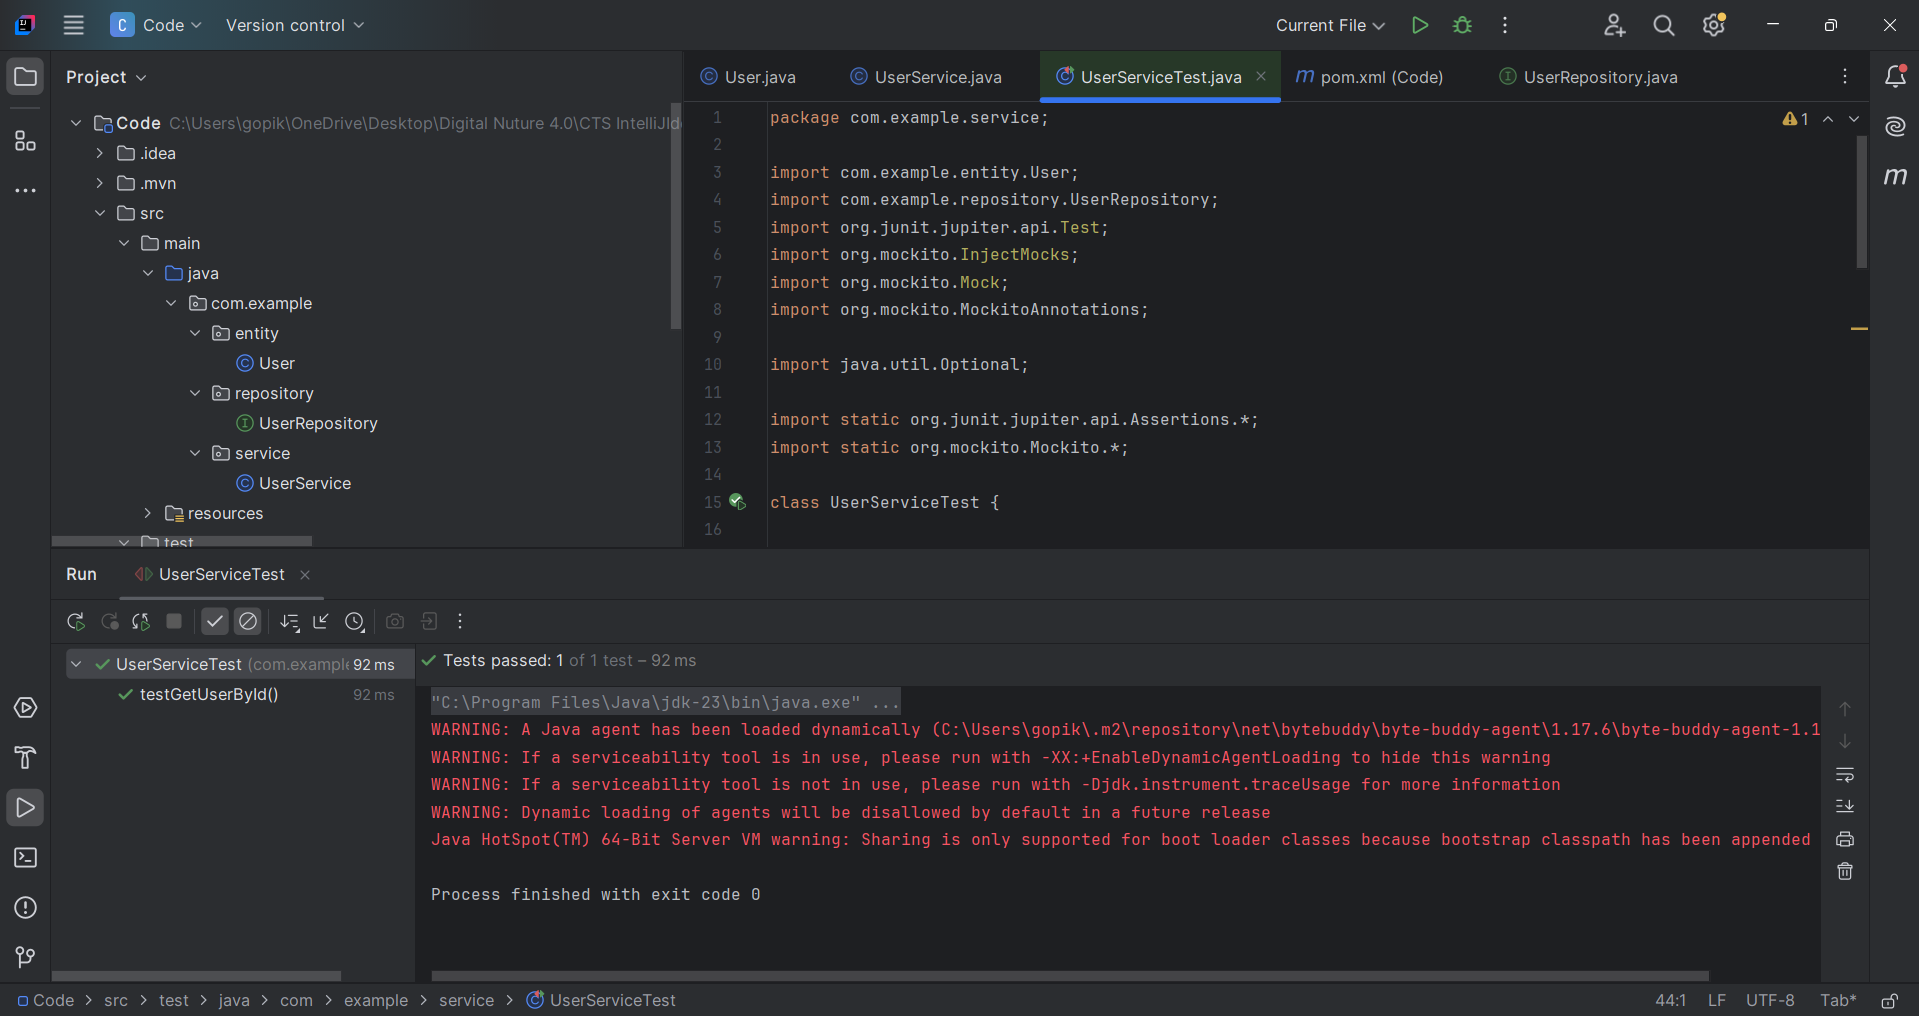 C Code Version control Current File
Project
User.java UserService.java UserServiceTest.java m pom.xml (Code) UserRepository.java
Code C:\Users\gopik\OneDrive\Desktop\Digital Nuture 4.0\CTS IntelliJIde
.idea
.mvn
src
main
java
com.example
entity
User
repository
UserRepository
service
UserService
resources
test
1 package com.example.service;
2
3 import com.example.entity.User;
4 import com.example.repository.UserRepository;
5 import org.junit.jupiter.api.Test;
6 import org.mockito.InjectMocks;
7 import org.mockito.Mock;
8 import org.mockito.MockitoAnnotations;
9
10 import java.util.Optional;
11
12 import static org.junit.jupiter.api.Assertions.*;
13 import static org.mockito.Mockito.*;
14
15 class UserServiceTest {
16
1
m
Run UserServiceTest
UserServiceTest (com.example 92 ms
testGetUserById() 92 ms
Tests passed: 1 of 1 test – 92 ms
"C:\Program Files\Java\jdk-23\bin\java.exe" ...
WARNING: A Java agent has been loaded dynamically (C:\Users\gopik\.m2\repository\net\bytebuddy\byte-buddy-agent\1.17.6\byte-buddy-agent-1.1
WARNING: If a serviceability tool is in use, please run with -XX:+EnableDynamicAgentLoading to hide this warning
WARNING: If a serviceability tool is not in use, please run with -Djdk.instrument.traceUsage for more information
WARNING: Dynamic loading of agents will be disallowed by default in a future release
Java HotSpot(TM) 64-Bit Server VM warning: Sharing is only supported for boot loader classes because bootstrap classpath has been appended
Process finished with exit code 0
Code > src > test > java > com > example > service > UserServiceTest
44:1 LF UTF-8 Tab*